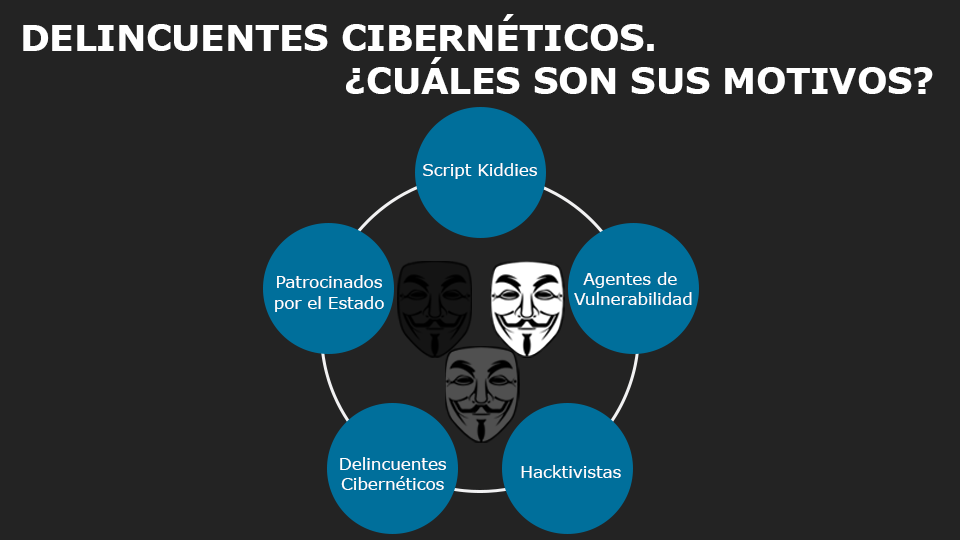 DELINCUENTES CIBERNÉTICOS.
¿CUÁLES SON SUS MOTIVOS?
Script Kiddies
Agentes de
Vulnerabilidad
Hacktivistas
Delincuentes
Cibernéticos
Patrocinados
por el Estado